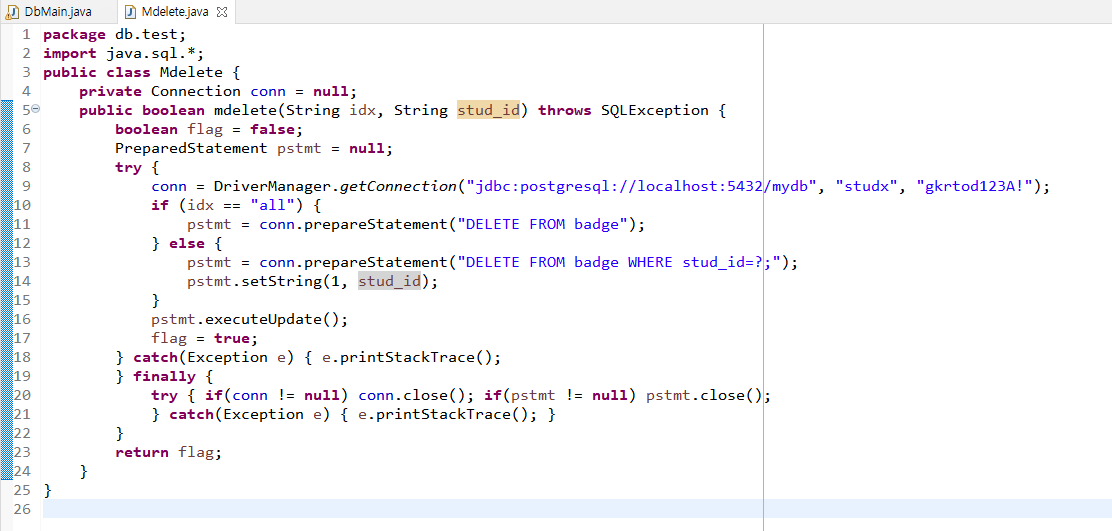 DbMain.java Mdelete.java
1 package db.test;
2 import java.sql.*;
3 public class Mdelete {
4     private Connection conn = null;
5     public boolean mdelete(String idx, String stud_id) throws SQLException {
6         boolean flag = false;
7         PreparedStatement pstmt = null;
8         try {
9             conn = DriverManager.getConnection("jdbc:postgresql://localhost:5432/mydb", "studx", "gkrtod123A!");
10             if (idx == "all") {
11                 pstmt = conn.prepareStatement("DELETE FROM badge");
12             } else {
13                 pstmt = conn.prepareStatement("DELETE FROM badge WHERE stud_id=?;");
14                 pstmt.setString(1, stud_id);
15             }
16             pstmt.executeUpdate();
17             flag = true;
18         } catch(Exception e) { e.printStackTrace();
19         } finally {
20             try { if(conn != null) conn.close(); if(pstmt != null) pstmt.close();
21             } catch(Exception e) { e.printStackTrace(); }
22         }
23         return flag;
24     }
25 }
26